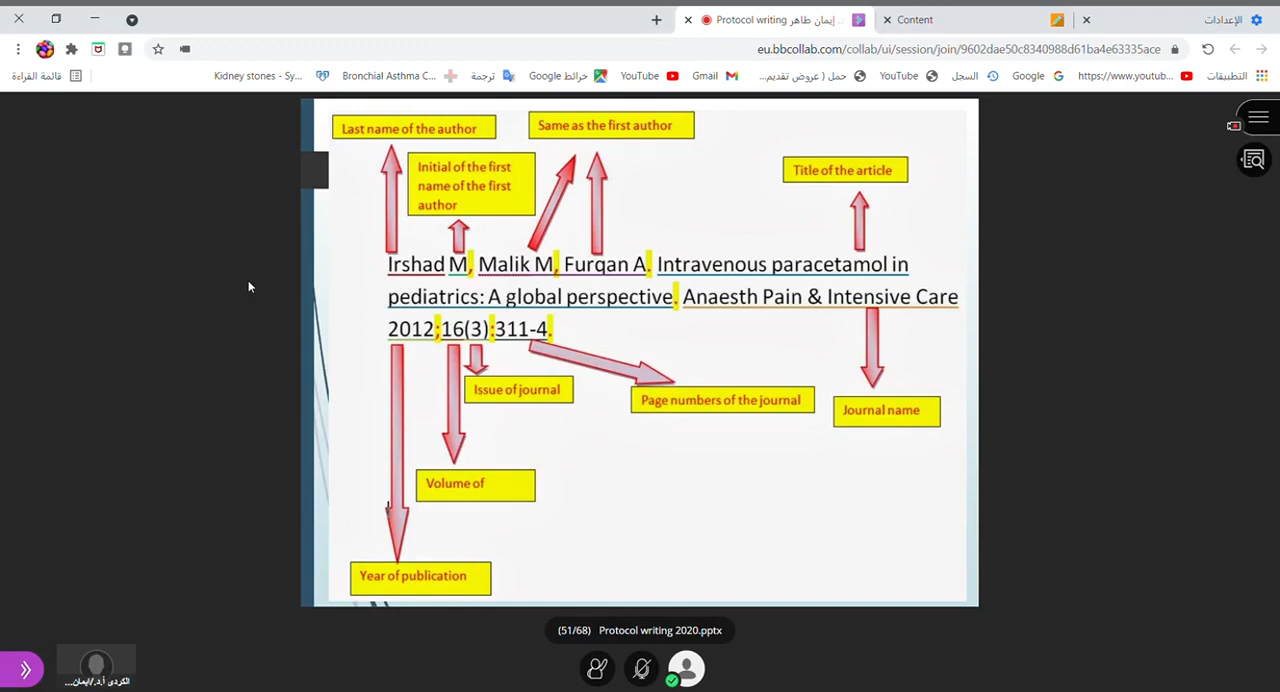 Protocol writing د. إيمان طاهر
Content
الإعدادات
eu.bbcollab.com/collab/ui/session/join/9602dae50c8340988d61ba4e63335ace
قائمة القراءة
Kidney stones - Sy...
Bronchial Asthma C...
ترجمة
خرائط Google
YouTube
Gmail
حمل ( عروض تقديم...
YouTube
السجل
Google
https://www.youtub...
التطبيقات
Last name of the author
Same as the first author
Initial of the first
name of the first
author
Title of the article
Irshad M, Malik M, Furqan A. Intravenous paracetamol in
pediatrics: A global perspective. Anaesth Pain & Intensive Care
2012;16(3):311-4.
Issue of journal
Page numbers of the journal
Journal name
Volume of
Year of publication
(51/68) Protocol writing 2020.pptx
الكردى أ.د./ايمان...